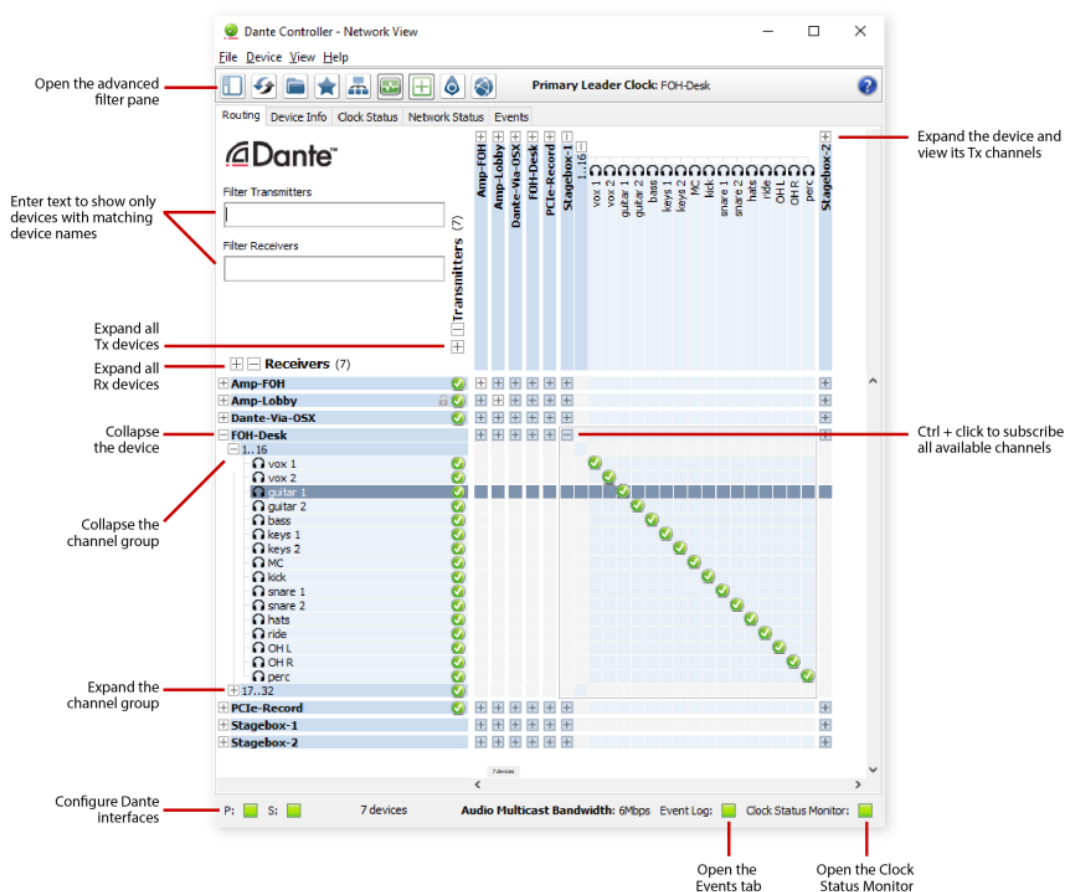 Dante Controller - Network View
File Device View Help
Open the advanced
filter pane
Primary Leader Clock: FOH-Desk
Routing Device Info Clock Status Network Status Events
Dante™
Filter Transmitters
Enter text to show only
devices with matching
device names
Filter Receivers
Transmitters (7)
Amp-FOH
Amp-Lobby
Dante-Via-OSX
FOH-Desk
PCIe-Record
Stagebox-1
1..16
vox 1
vox 2
guitar 1
guitar 2
bass
keys 1
keys 2
MC
kick
snare 1
snare 2
hats
ride
OH L
OH R
perc
Stagebox-2
Expand the device and
view its Tx channels
Expand all
Tx devices
Expand all
Rx devices
Receivers (7)
Amp-FOH
Amp-Lobby
Dante-Via-OSX
Collapse
the device
FOH-Desk
Ctrl + click to subscribe
all available channels
1..16
vox 1
vox 2
guitar 1
guitar 2
bass
keys 1
keys 2
MC
kick
snare 1
snare 2
hats
ride
OH L
OH R
perc
Collapse the
channel group
Expand the
channel group
17..32
PCIe-Record
Stagebox-1
Stagebox-2
7 devices
Configure Dante
interfaces
P: S: 7 devices Audio Multicast Bandwidth: 6Mbps Event Log: Clock Status Monitor:
Open the
Events tab
Open the Clock
Status Monitor